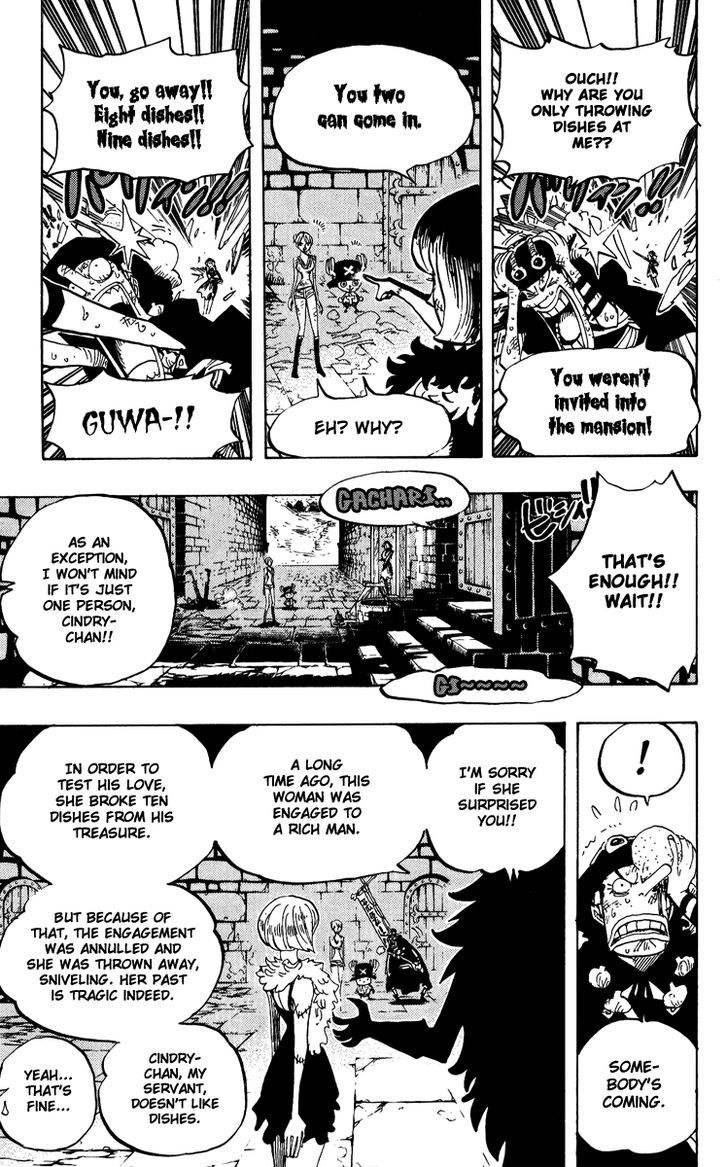 OUCH!!
WHY ARE YOU
ONLY THROWING
DISHES AT
ME??
You weren't
invited into
the mansion!
You two
can come in.
EH? WHY?
You, go away!!
Eight dishes!!
Nine dishes!!
GUWA-!!
THAT'S
ENOUGH!!
WAIT!!
GACHARI...
GI~~~~~
AS AN
EXCEPTION,
I WON'T MIND
IF IT'S JUST
ONE PERSON,
CINDRY-
CHAN!!
!
SOME-
BODY'S
COMING.
I'M SORRY
IF SHE
SURPRISED
YOU!!
A LONG
TIME AGO, THIS
WOMAN WAS
ENGAGED TO
A RICH MAN.
IN ORDER TO
TEST HIS LOVE,
SHE BROKE TEN
DISHES FROM HIS
TREASURE.
BUT BECAUSE OF
THAT, THE ENGAGEMENT
WAS ANNULLED AND
SHE WAS THROWN AWAY,
SNIVELING. HER PAST
IS TRAGIC INDEED.
CINDRY-
CHAN, MY
SERVANT,
DOESN'T LIKE
DISHES.
YEAH...
THAT'S
FINE...